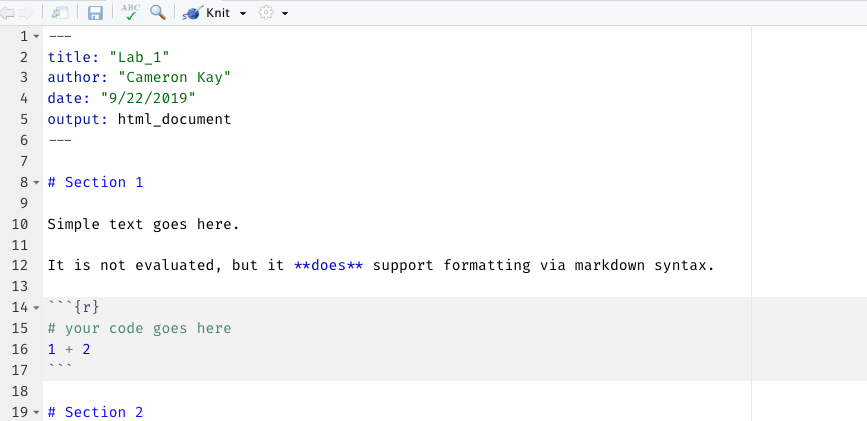 ABC Knit
1 ---
2 title: "Lab_1"
3 author: "Cameron Kay"
4 date: "9/22/2019"
5 output: html_document
6 ---
7
8 # Section 1
9
10 Simple text goes here.
11
12 It is not evaluated, but it **does** support formatting via markdown syntax.
13
14 ```{r}
15 # your code goes here
16 1 + 2
17 ```
18
19 # Section 2